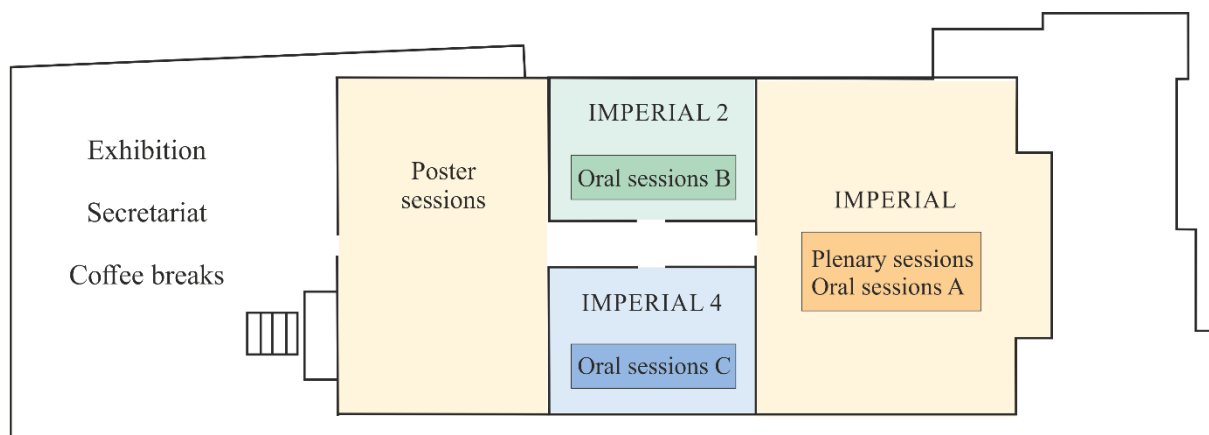 Exhibition
Secretariat
Coffee breaks
Poster
sessions
IMPERIAL 2
Oral sessions B
IMPERIAL 4
Oral sessions C
IMPERIAL
Plenary sessions
Oral sessions A